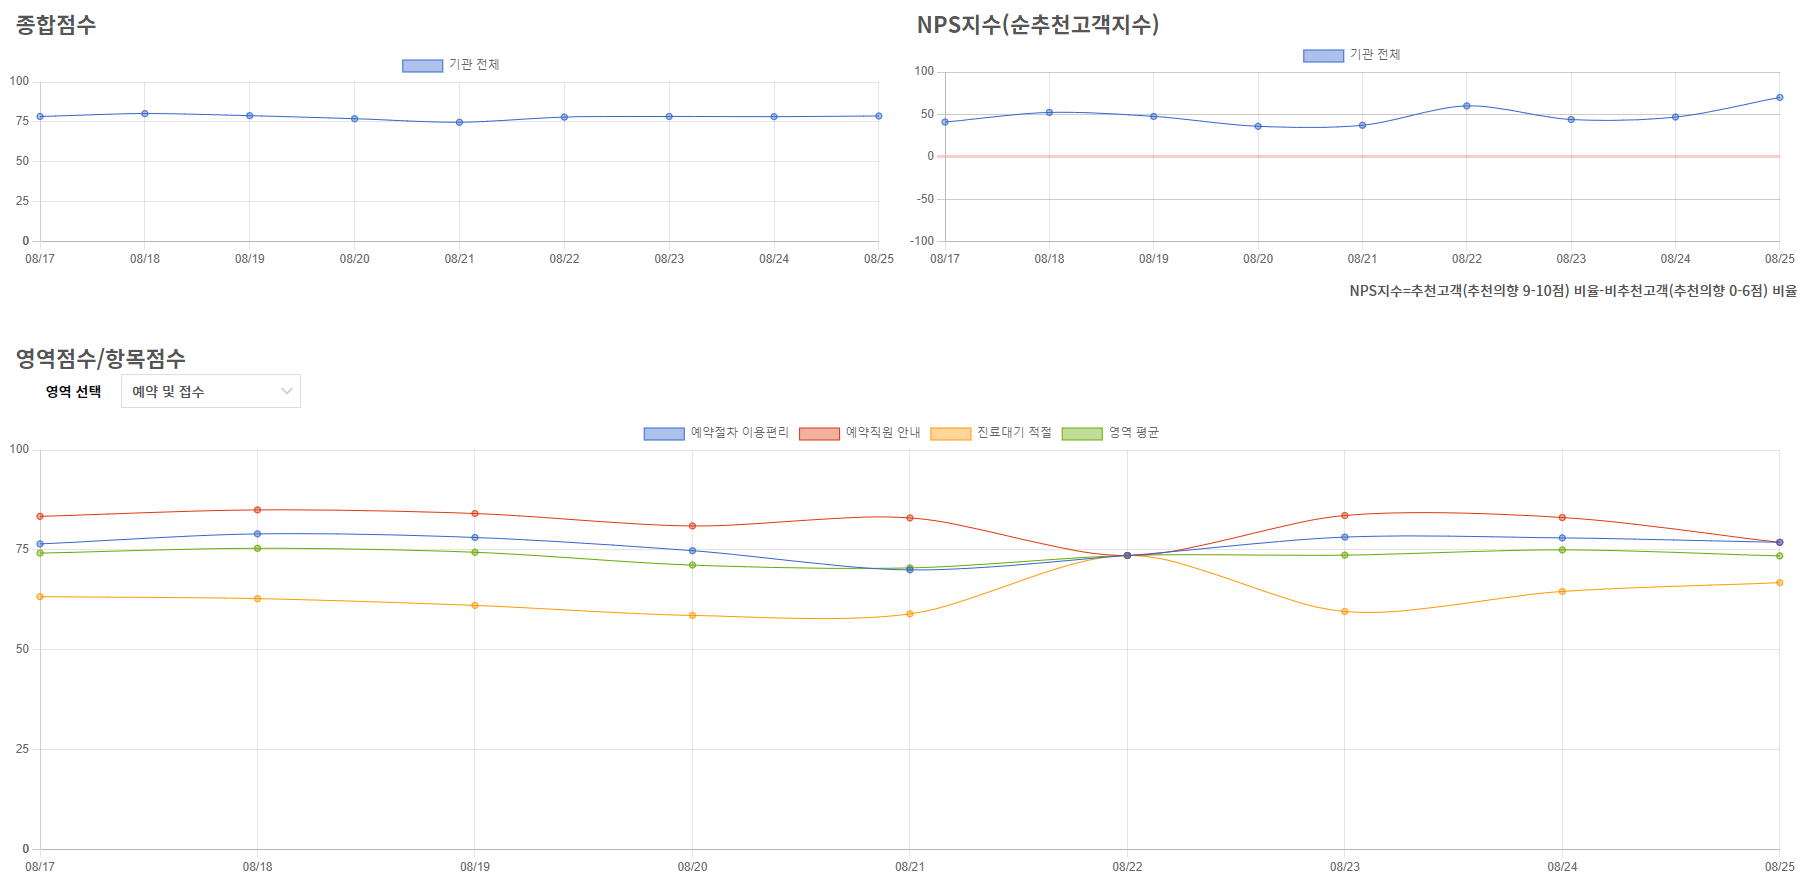 종합점수
기관 전체
100
75
50
25
0
08/17 08/18 08/19 08/20 08/21 08/22 08/23 08/24 08/25
NPS지수(순추천고객지수)
기관 전체
100
50
0
-50
-100
08/17 08/18 08/19 08/20 08/21 08/22 08/23 08/24 08/25
NPS지수=추천고객(추천의향 9-10점) 비율-비추천고객(추천의향 0-6점) 비율
영역점수/항목점수
영역 선택 예약 및 접수
예약절차 이용편리 예약직원 안내 진료대기 적절 영역 평균
100
75
50
25
0
08/17 08/18 08/19 08/20 08/21 08/22 08/23 08/24 08/25